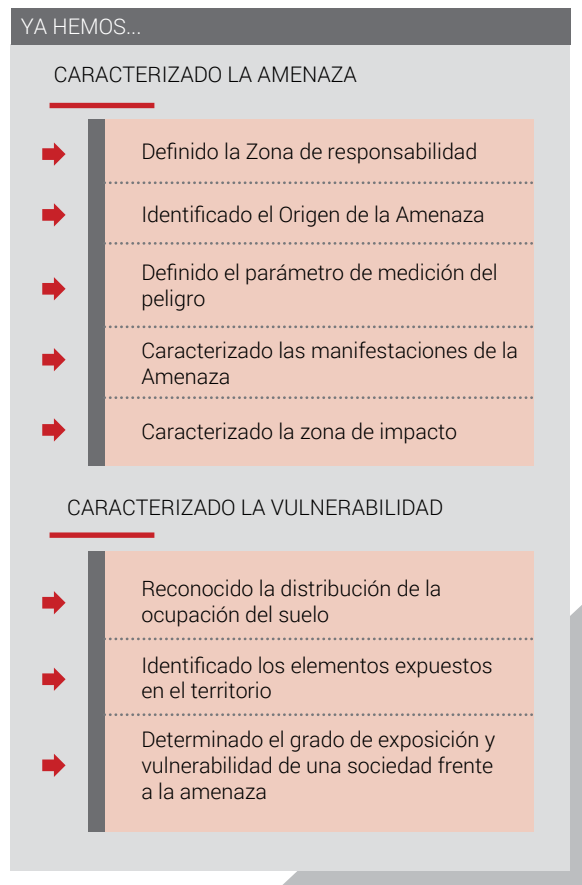 YA HEMOS...
CARACTERIZADO LA AMENAZA
Definido la Zona de responsabilidad
Identificado el Origen de la Amenaza
Definido el parámetro de medición del
peligro
Caracterizado las manifestaciones de la
Amenaza
Caracterizado la zona de impacto
CARACTERIZADO LA VULNERABILIDAD
Reconocido la distribución de la
ocupación del suelo
Identificado los elementos expuestos
en el territorio
Determinado el grado de exposición y
vulnerabilidad de una sociedad frente
a la amenaza